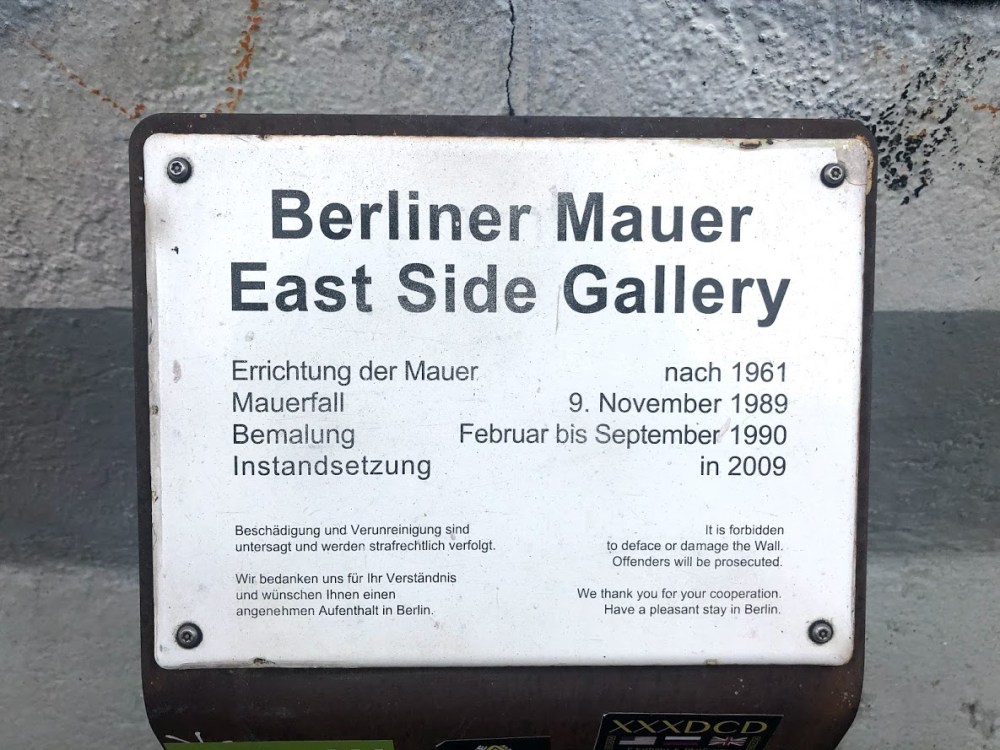 Berliner Mauer
East Side Gallery
Errichtung der Mauer nach 1961
Mauerfall 9. November 1989
Bemalung Februar bis September 1990
Instandsetzung in 2009
Beschädigung und Verunreinigung sind
untersagt und werden strafrechtlich verfolgt.
Wir bedanken uns für Ihr Verständnis
und wünschen Ihnen einen
angenehmen Aufenthalt in Berlin.
It is forbidden
to deface or damage the Wall.
Offenders will be prosecuted.
We thank you for your cooperation.
Have a pleasant stay in Berlin.
XXXDCD